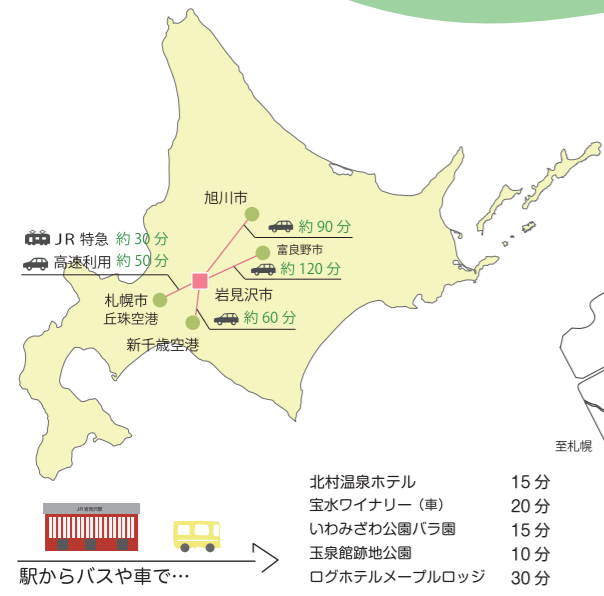 旭川市
約 90 分
JR 特急 約 30 分
富良野市
高速利用 約 50 分
約 120 分
札幌市
岩見沢市
丘珠空港
約 60 分
新千歳空港
至札幌
北村温泉ホテル 15 分
宝水ワイナリー（車） 20 分
いわみざわ公園バラ園 15 分
玉泉館跡地公園 10 分
ログホテルメープルロッジ 30 分
JR 岩見沢駅
駅からバスや車で…